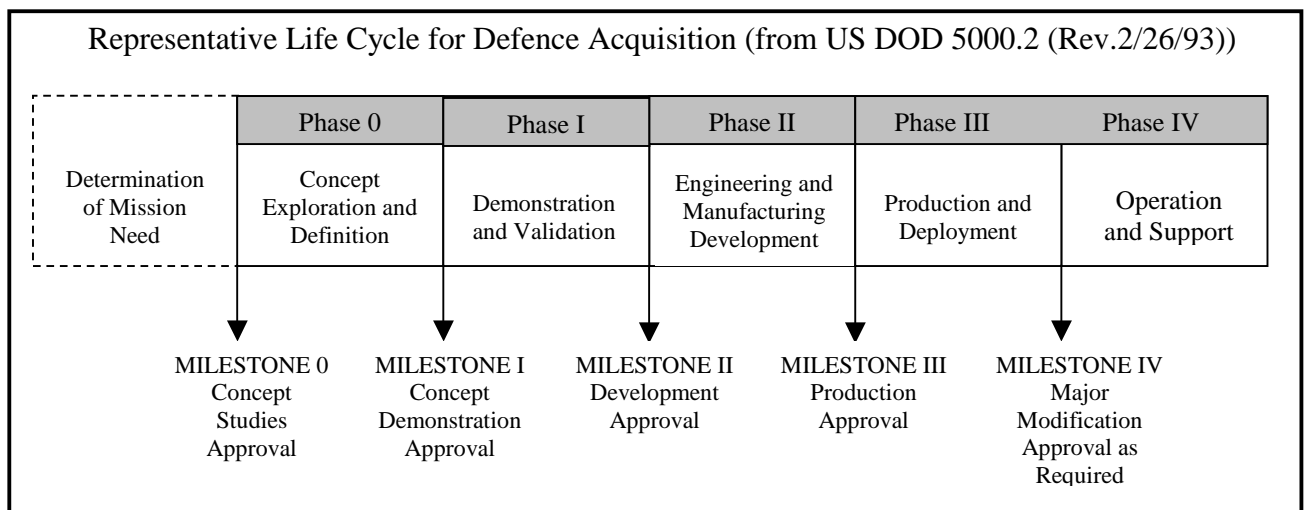 Representative Life Cycle for Defence Acquisition (from US DOD 5000.2 (Rev.2/26/93))
Phase 0
Phase I
Phase II
Phase III
Phase IV
Determination
of Mission
Need
Concept
Exploration and
Definition
Demonstration
and Validation
Engineering and
Manufacturing
Development
Production and
Deployment
Operation
and Support
MILESTONE 0
Concept
Studies
Approval
MILESTONE I
Concept
Demonstration
Approval
MILESTONE II
Development
Approval
MILESTONE III
Production
Approval
MILESTONE IV
Major
Modification
Approval as
Required